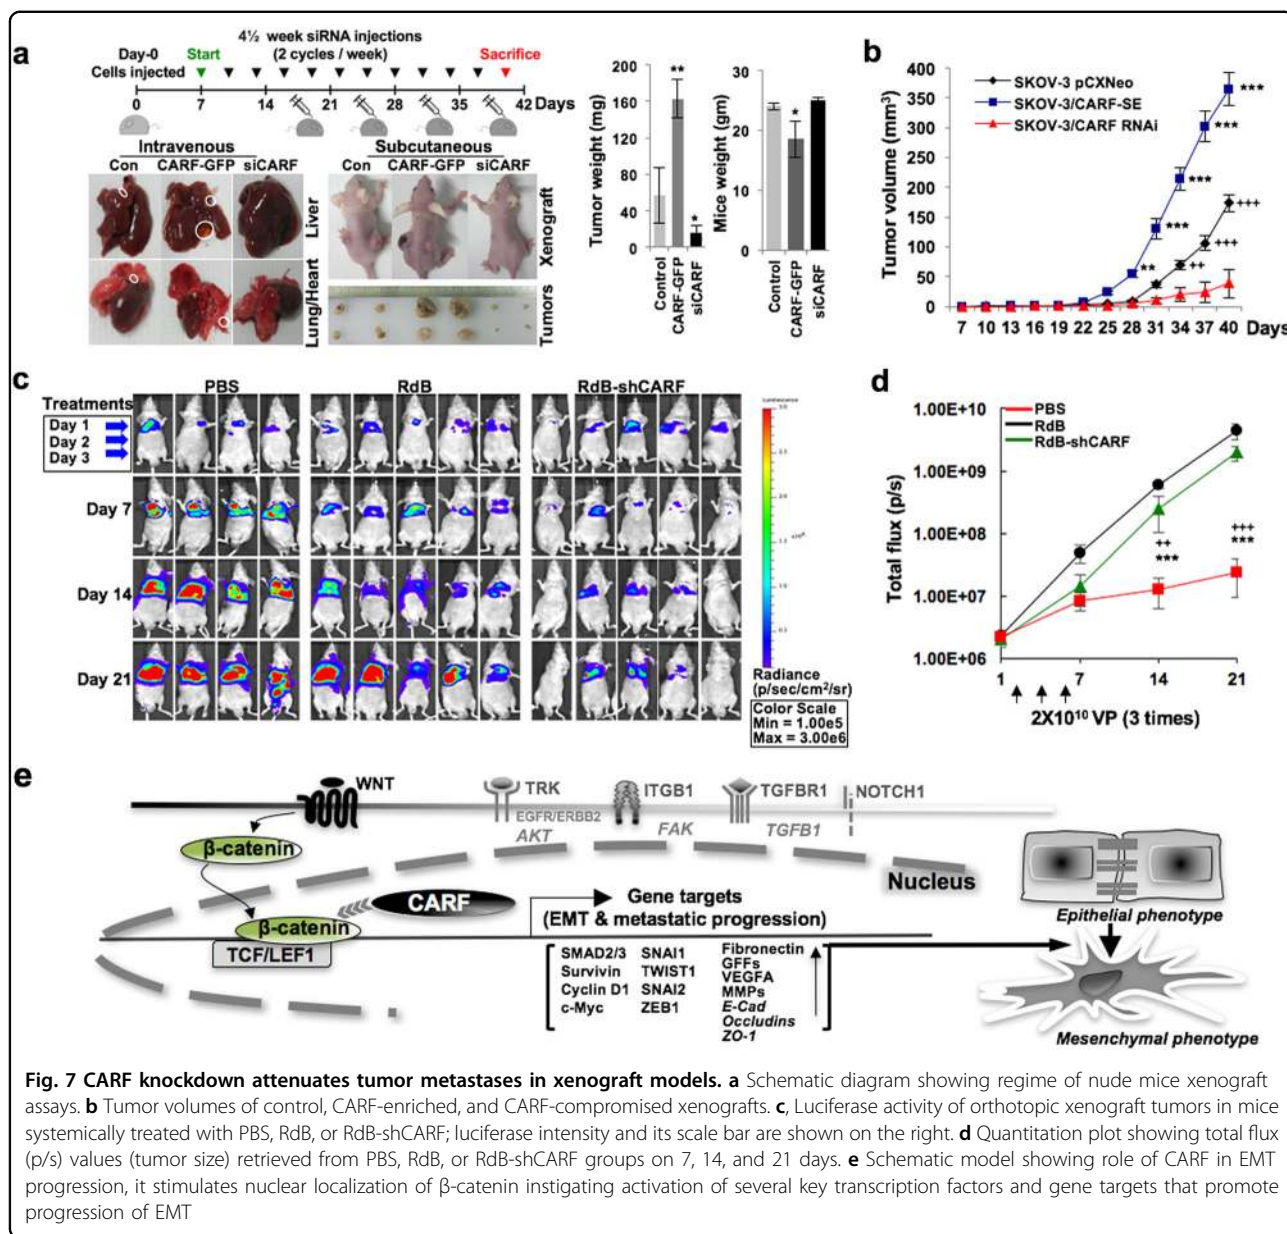 a
Day-0
Cells injected
Start
4½ week siRNA injections
(2 cycles / week)
Sacrifice
0 7 14 21 28 35 42 Days
Intravenous
Con CARF-GFP siCARF
Liver
Lung/Heart
Subcutaneous
Con CARF-GFP siCARF
Xenograft
Tumors
Tumor weight (mg)
200
160
120
80
40
0
**
*
Control
CARF-GFP
siCARF
Mice weight (gm)
30
20
10
0
*
Control
CARF-GFP
siCARF
b
Tumor volume (mm³)
400
350
300
250
200
150
100
50
0
SKOV-3 pCXNeo
SKOV-3/CARF-SE
SKOV-3/CARF RNAi
***
***
***
***
**
+++
+++
++
7 10 13 16 19 22 25 28 31 34 37 40 Days
c
PBS RdB RdB-shCARF
Treatments
Day 1
Day 2
Day 3
Day 7
Day 14
Day 21
Luminescence
3.0
2.0
1.0
0.5
Radiance
(p/sec/cm²/sr)
Color Scale
Min = 1.00e5
Max = 3.00e6
d
Total flux (p/s)
1.00E+10
1.00E+09
1.00E+08
1.00E+07
1.00E+06
PBS
RdB
RdB-shCARF
++
***
+++
***
1 7 14 21
2X10¹⁰ VP (3 times)
e
WNT
TRK
EGFR/ERBB2
AKT
ITGB1
FAK
TGFBR1
TGFB1
NOTCH1
β-catenin
β-catenin
TCF/LEF1
CARF
Nucleus
Gene targets
(EMT & metastatic progression)
SMAD2/3 SNAI1
Survivin TWIST1
Cyclin D1 SNAI2
c-Myc ZEB1
Fibronectin
GFFs
VEGFA
MMPs
E-Cad
Occludins
ZO-1
Epithelial phenotype
Mesenchymal phenotype
Fig. 7 CARF knockdown attenuates tumor metastases in xenograft models. a Schematic diagram showing regime of nude mice xenograft
assays. b Tumor volumes of control, CARF-enriched, and CARF-compromised xenografts. c, Luciferase activity of orthotopic xenograft tumors in mice
systemically treated with PBS, RdB, or RdB-shCARF; luciferase intensity and its scale bar are shown on the right. d Quantitation plot showing total flux
(p/s) values (tumor size) retrieved from PBS, RdB, or RdB-shCARF groups on 7, 14, and 21 days. e Schematic model showing role of CARF in EMT
progression, it stimulates nuclear localization of β-catenin instigating activation of several key transcription factors and gene targets that promote
progression of EMT